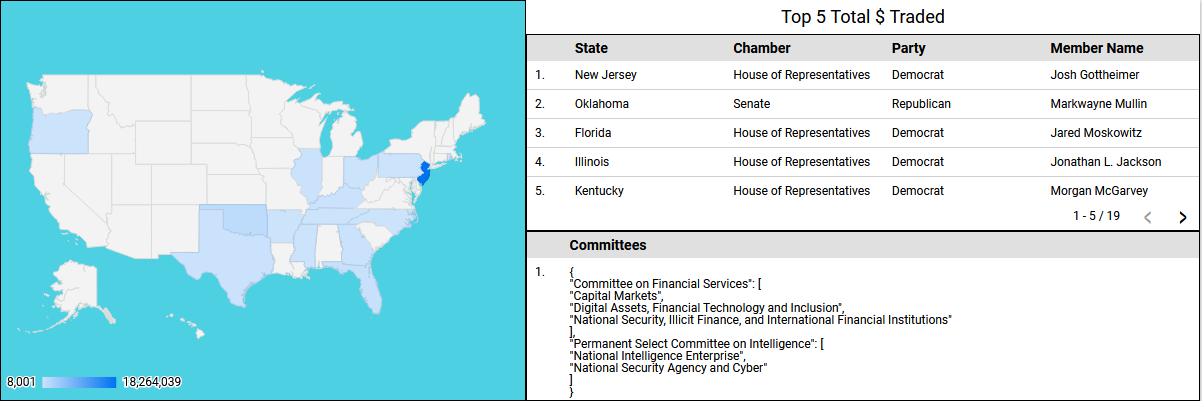 8,001 18,264,039
Top 5 Total $ Traded
State Chamber Party Member Name
1. New Jersey House of Representatives Democrat Josh Gottheimer
2. Oklahoma Senate Republican Markwayne Mullin
3. Florida House of Representatives Democrat Jared Moskowitz
4. Illinois House of Representatives Democrat Jonathan L. Jackson
5. Kentucky House of Representatives Democrat Morgan McGarvey
1 - 5 / 19 < >
Committees
1. {
"Committee on Financial Services": [
"Capital Markets",
"Digital Assets, Financial Technology and Inclusion",
"National Security, Illicit Finance, and International Financial Institutions"
],
"Permanent Select Committee on Intelligence": [
"National Intelligence Enterprise",
"National Security Agency and Cyber"
]
}